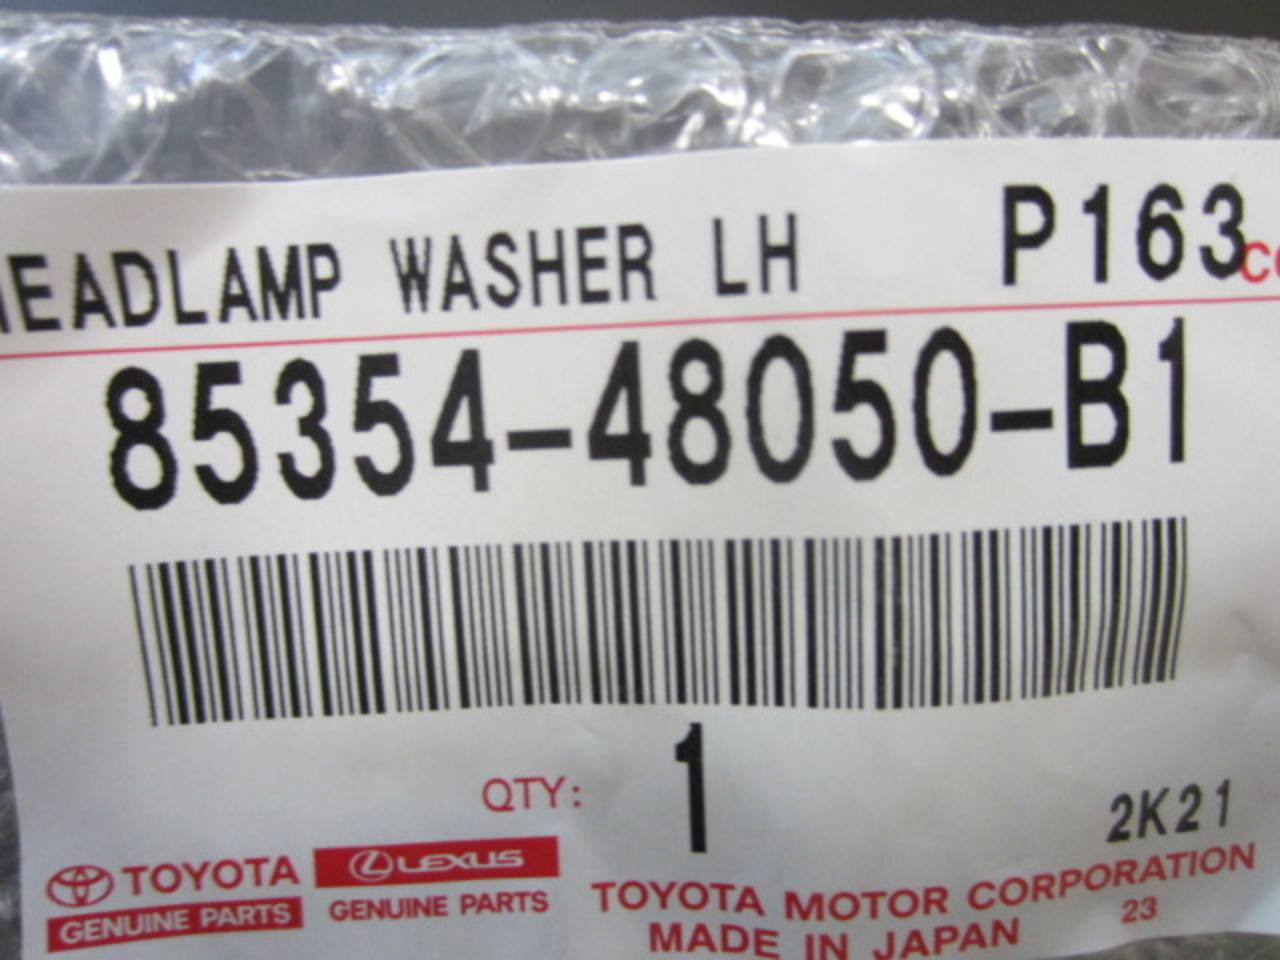 HEADLAMP WASHER LH P163
85354-48050-B1
1
QTY:
2K21
TOYOTA
GENUINE PARTS
LEXUS
GENUINE PARTS
TOYOTA MOTOR CORPORATION
MADE IN JAPAN 23